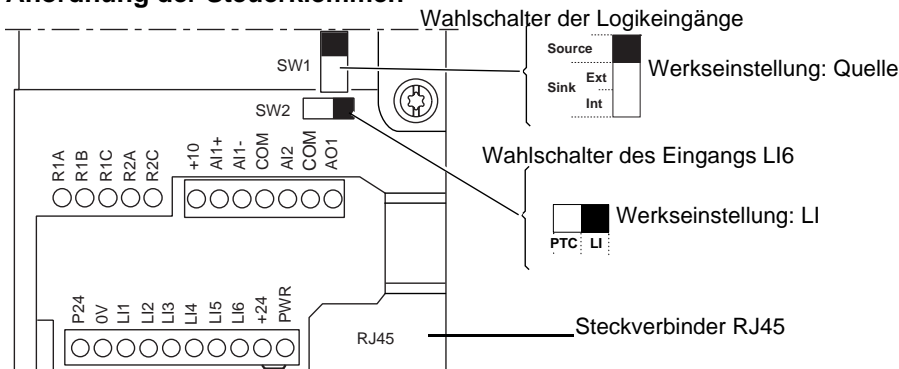 Anordnung der Steuerklemmen
Wahlschalter der Logikeingänge
Source
Sink
Ext
Int
Werkseinstellung: Quelle
SW1
SW2
Wahlschalter des Eingangs LI6
Werkseinstellung: LI
PTC LI
R1A R1B R1C R2A R2C
+10 AI1+ AI1- COM AI2 COM AO1
P24 0V LI1 LI2 LI3 LI4 LI5 LI6 +24 PWR
RJ45
Steckverbinder RJ45